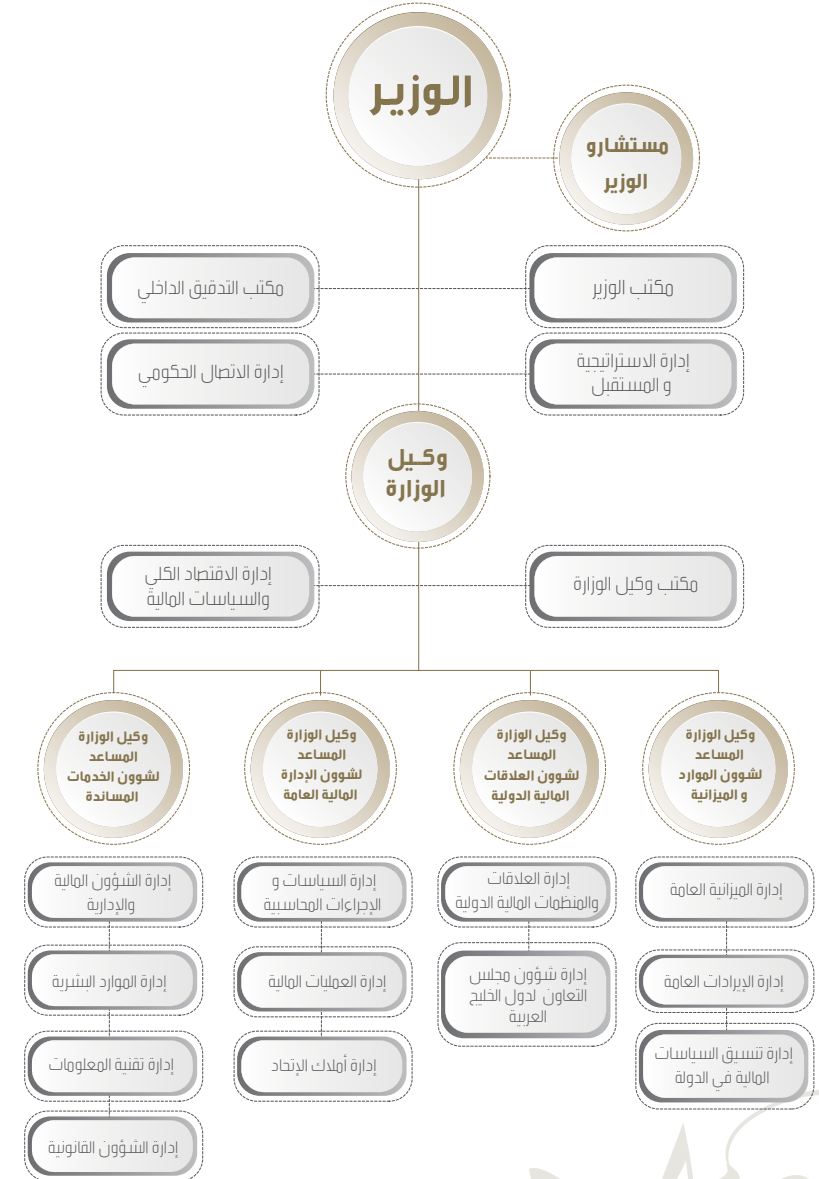 الوزير
مستشارو
الوزير
مكتب الوزير
مكتب التدقيق الداخلي
إدارة الاستراتيجية
و المستقبل
إدارة الاتصال الحكومي
وكيل
الوزارة
مكتب وكيل الوزارة
إدارة الاقتصاد الكلي
والسياسات المالية
وكيل الوزارة
المساعد
لشوون الموارد
و الميزانية
وكيل الوزارة
المساعد
لشوون العلاقات
المالية الدولية
وكيل الوزارة
المساعد
لشوون الإدارة
المالية العامة
وكيل الوزارة
المساعد
لشوون الخدمات
المساندة
إدارة الميزانية العامة
إدارة الإيرادات العامة
إدارة تنسيق السياسات
المالية في الدولة
إدارة العلاقات
والمنظمات المالية الدولية
إدارة شؤون مجلس
التعاون لدول الخليج
العربية
إدارة السياسات و
الإجراءات المحاسبية
إدارة العمليات المالية
إدارة أملاك الإتحاد
إدارة الشؤون المالية
والإدارية
إدارة الموارد البشرية
إدارة تقنية المعلومات
إدارة الشؤون القانونية